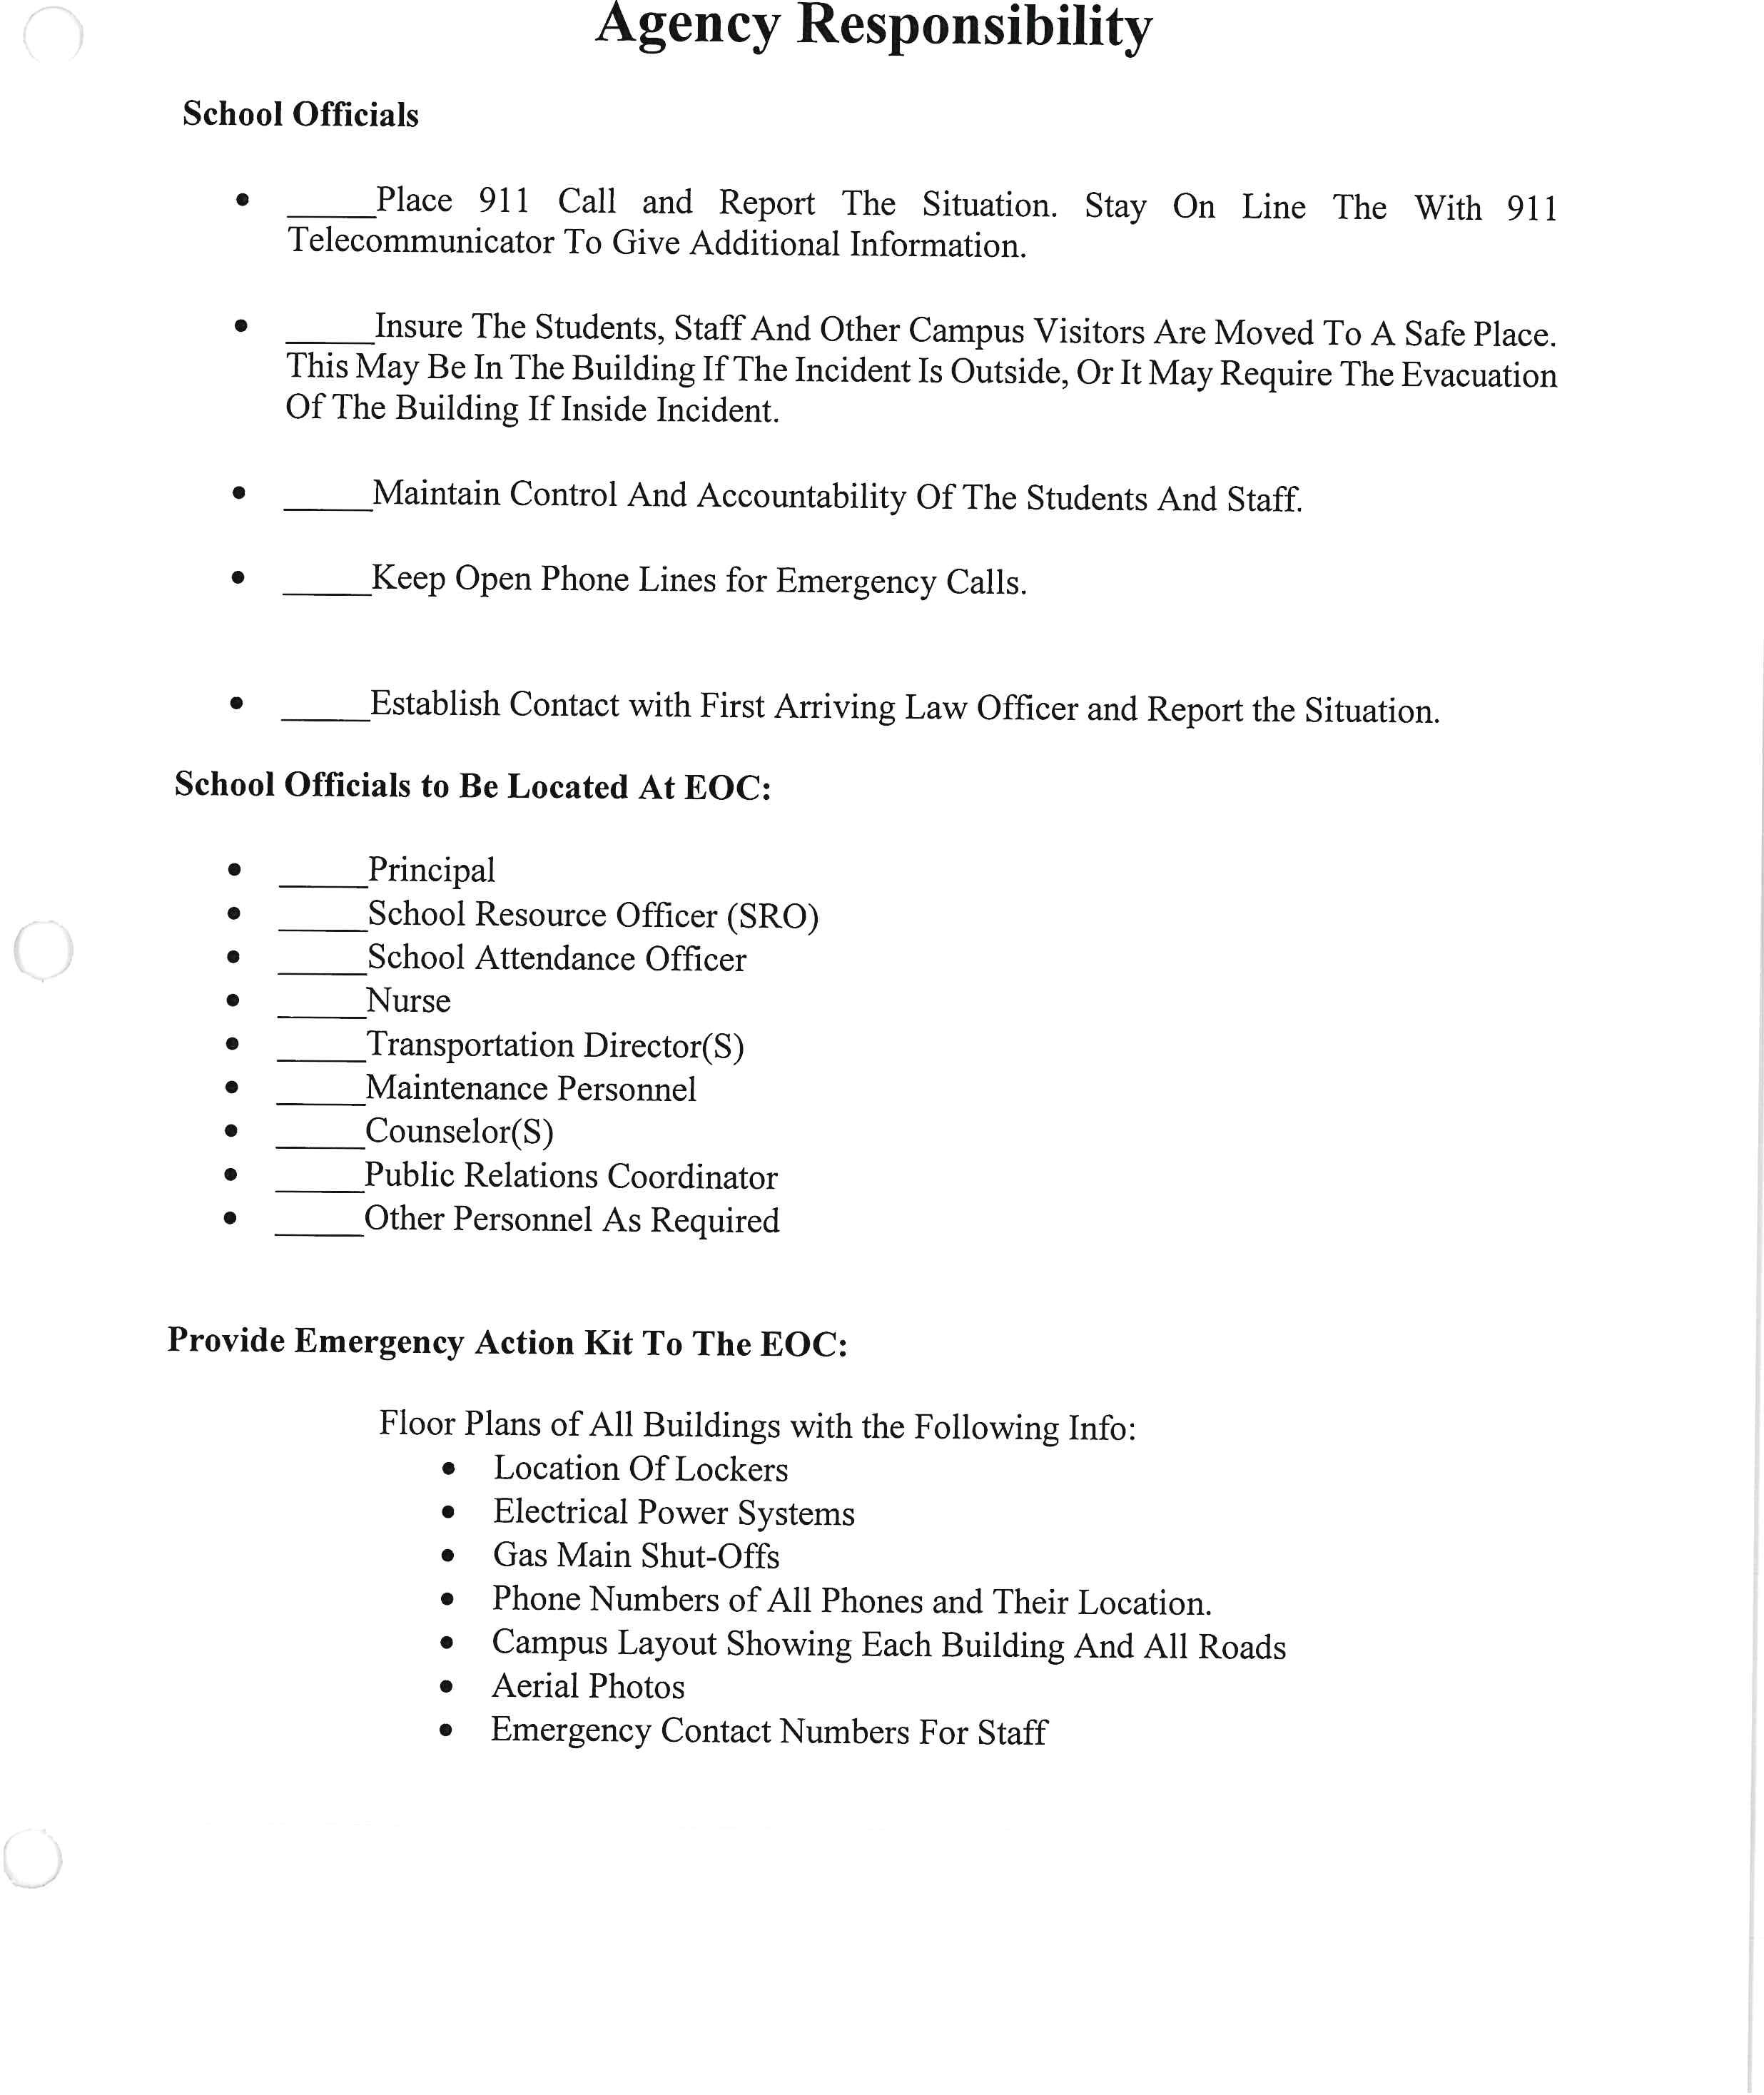 Agency Responsibility
School Officials
• _____Place 911 Call and Report The Situation. Stay On Line The With 911
Telecommunicator To Give Additional Information.
• _____Insure The Students, Staff And Other Campus Visitors Are Moved To A Safe Place.
This May Be In The Building If The Incident Is Outside, Or It May Require The Evacuation
Of The Building If Inside Incident.
• _____Maintain Control And Accountability Of The Students And Staff.
• _____Keep Open Phone Lines for Emergency Calls.
• _____Establish Contact with First Arriving Law Officer and Report the Situation.
School Officials to Be Located At EOC:
• _____Principal
• _____School Resource Officer (SRO)
• _____School Attendance Officer
• _____Nurse
• _____Transportation Director(S)
• _____Maintenance Personnel
• _____Counselor(S)
• _____Public Relations Coordinator
• _____Other Personnel As Required
Provide Emergency Action Kit To The EOC:
Floor Plans of All Buildings with the Following Info:
• Location Of Lockers
• Electrical Power Systems
• Gas Main Shut-Offs
• Phone Numbers of All Phones and Their Location.
• Campus Layout Showing Each Building And All Roads
• Aerial Photos
• Emergency Contact Numbers For Staff